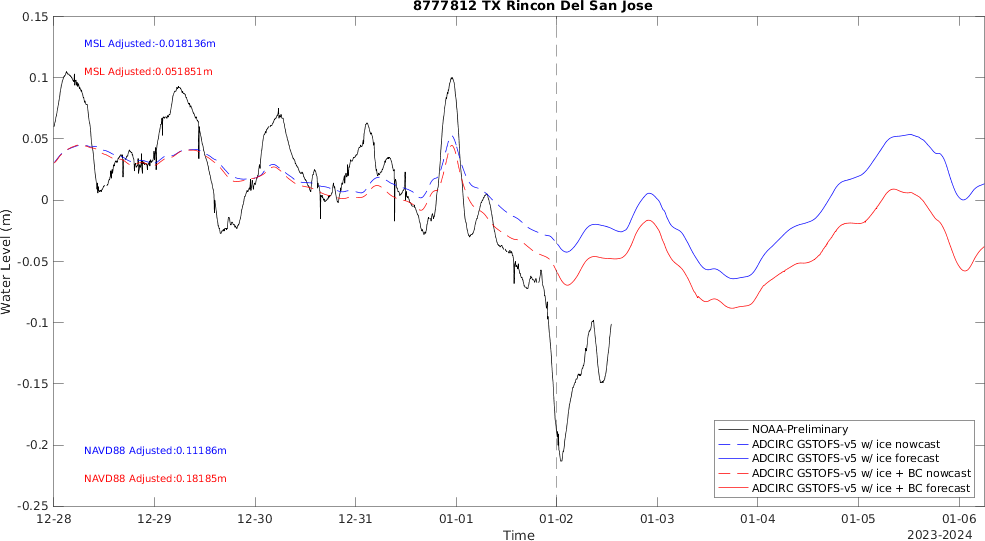 8777812 TX Rincon Del San Jose
MSL Adjusted:-0.018136m
MSL Adjusted:0.051851m
NAVD88 Adjusted:0.11186m
NAVD88 Adjusted:0.18185m
Water Level (m)
0.15
0.1
0.05
0
-0.05
-0.1
-0.15
-0.2
-0.25
NOAA-Preliminary
ADCIRC GSTOFS-v5 w/ ice nowcast
ADCIRC GSTOFS-v5 w/ ice forecast
ADCIRC GSTOFS-v5 w/ ice + BC nowcast
ADCIRC GSTOFS-v5 w/ ice + BC forecast
12-28 12-29 12-30 12-31 01-01 01-02 01-03 01-04 01-05 01-06
Time
2023-2024